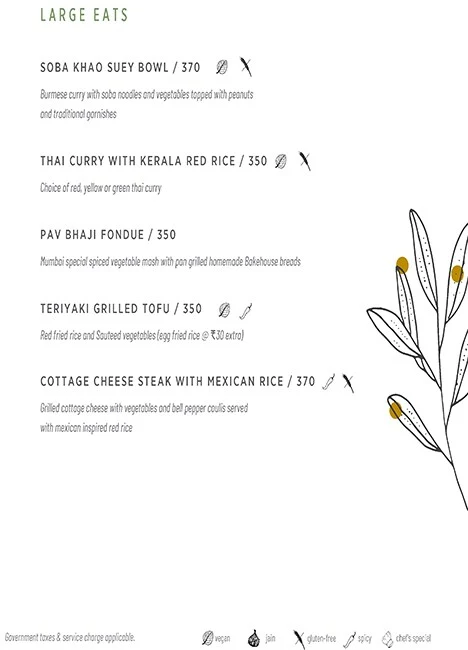 LARGE EATS
SOBA KHAO SUEY BOWL / 370
Burmese curry with soba noodles and vegetables topped with peanuts
and traditional garnishes
THAI CURRY WITH KERALA RED RICE / 350
Choice of red, yellow or green thai curry
PAV BHAJI FONDUE / 350
Mumbai special spiced vegetable mash with pan grilled homemade Bakehouse breads
TERIYAKI GRILLED TOFU / 350
Red fried rice and Sauteed vegetables (egg fried rice @ ₹30 extra)
COTTAGE CHEESE STEAK WITH MEXICAN RICE / 370
Grilled cottage cheese with vegetables and bell pepper coulis served
with mexican inspired red rice
Government taxes & service charge applicable. vegan jain gluten-free spicy chef's special